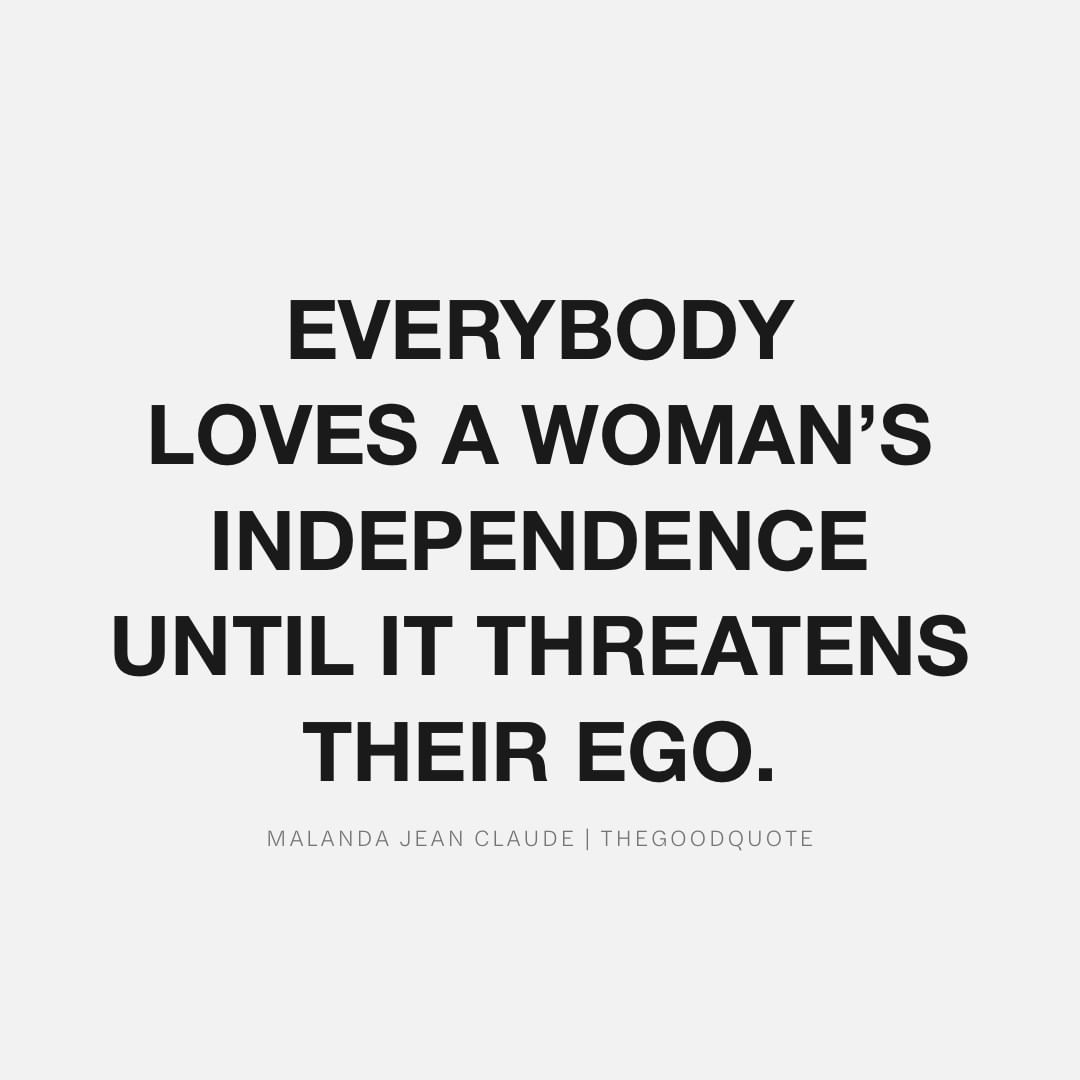 EVERYBODY
LOVES A WOMAN’S
INDEPENDENCE
UNTIL IT THREATENS
THEIR EGO.
MALANDA JEAN CLAUDE | THEGOODQUOTE